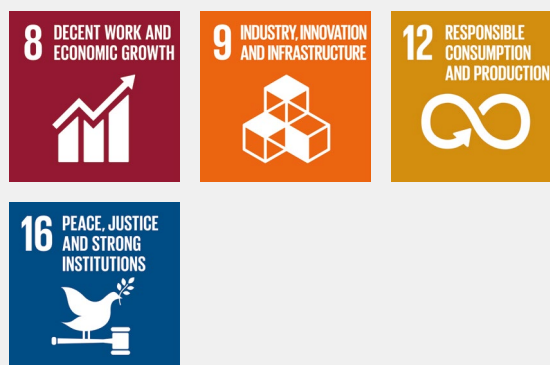 8 DECENT WORK AND
ECONOMIC GROWTH
9 INDUSTRY, INNOVATION
AND INFRASTRUCTURE
12 RESPONSIBLE
CONSUMPTION
AND PRODUCTION
16 PEACE, JUSTICE
AND STRONG
INSTITUTIONS